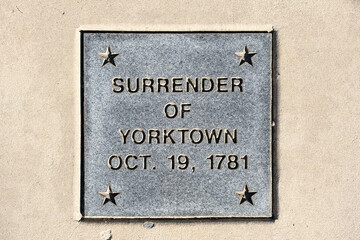 SURRENDER
OF
YORKTOWN
OCT. 19, 1781